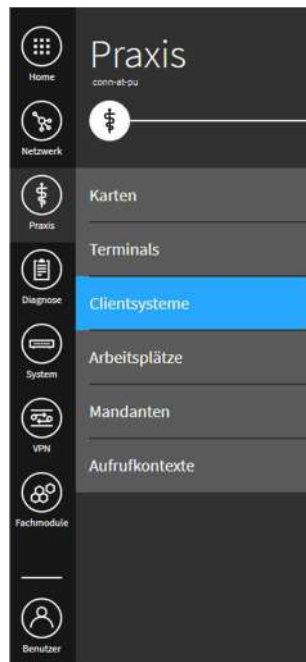 Home
Netzwerk
Praxis
Diagnose
System
VPN
Fachmodule
Benutzer
Praxis
conn-at-pu
Karten
Terminals
Clientsysteme
Arbeitsplätze
Mandanten
Aufrufkontexte